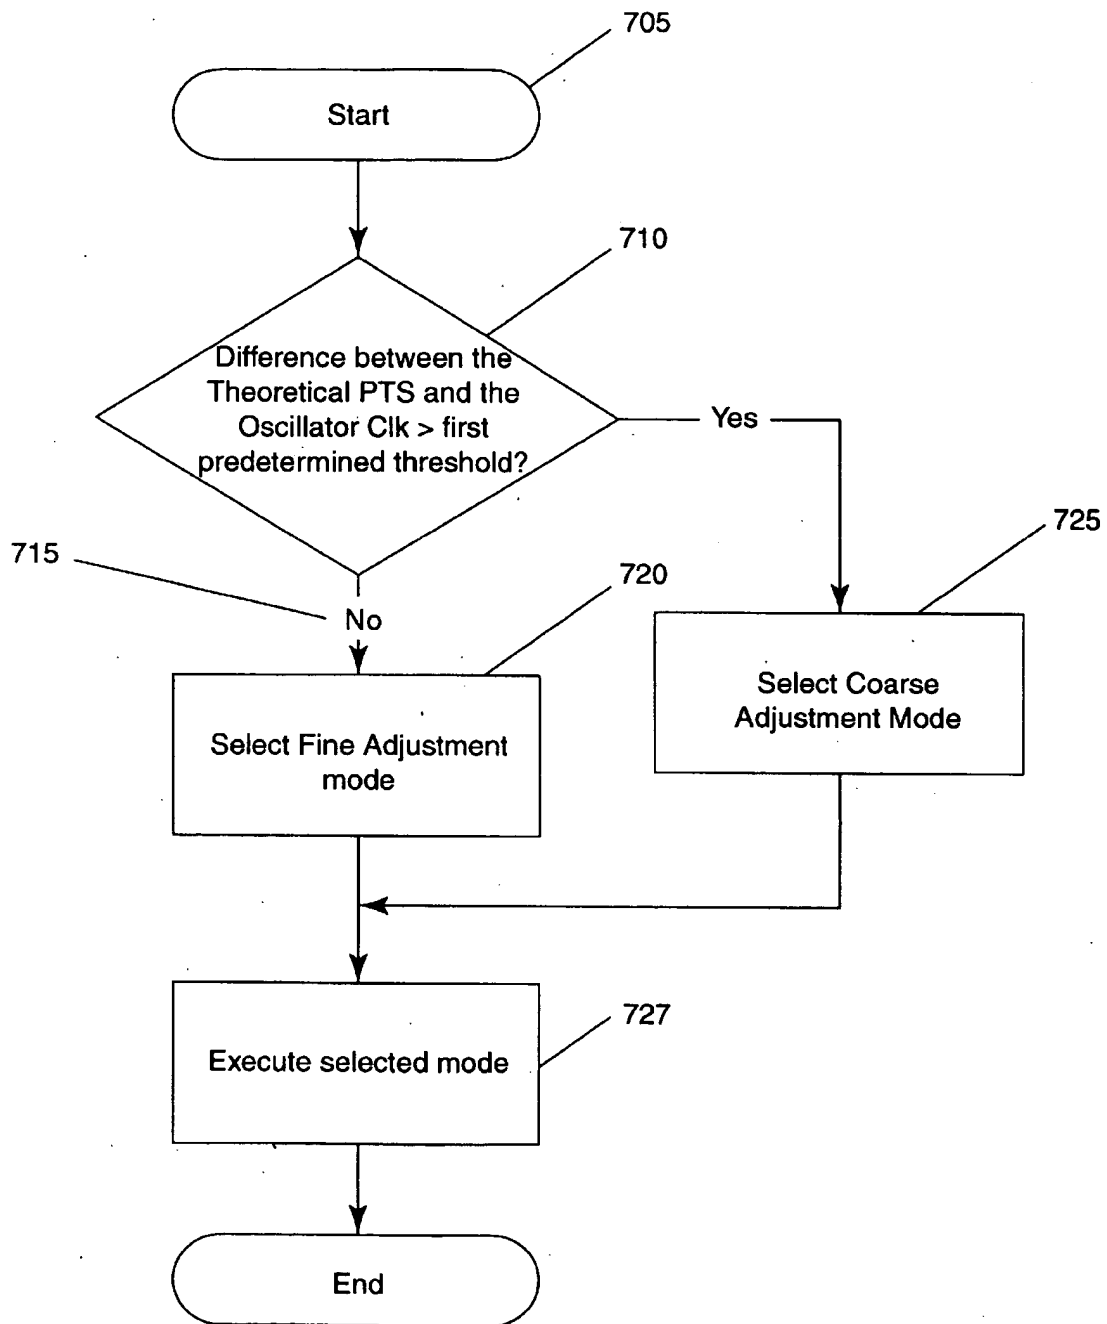 705
Start
710
Difference between the
Theoretical PTS and the
Oscillator Clk > first
predetermined threshold?
Yes
725
715
720
No
Select Coarse
Adjustment Mode
Select Fine Adjustment
mode
727
Execute selected mode
End